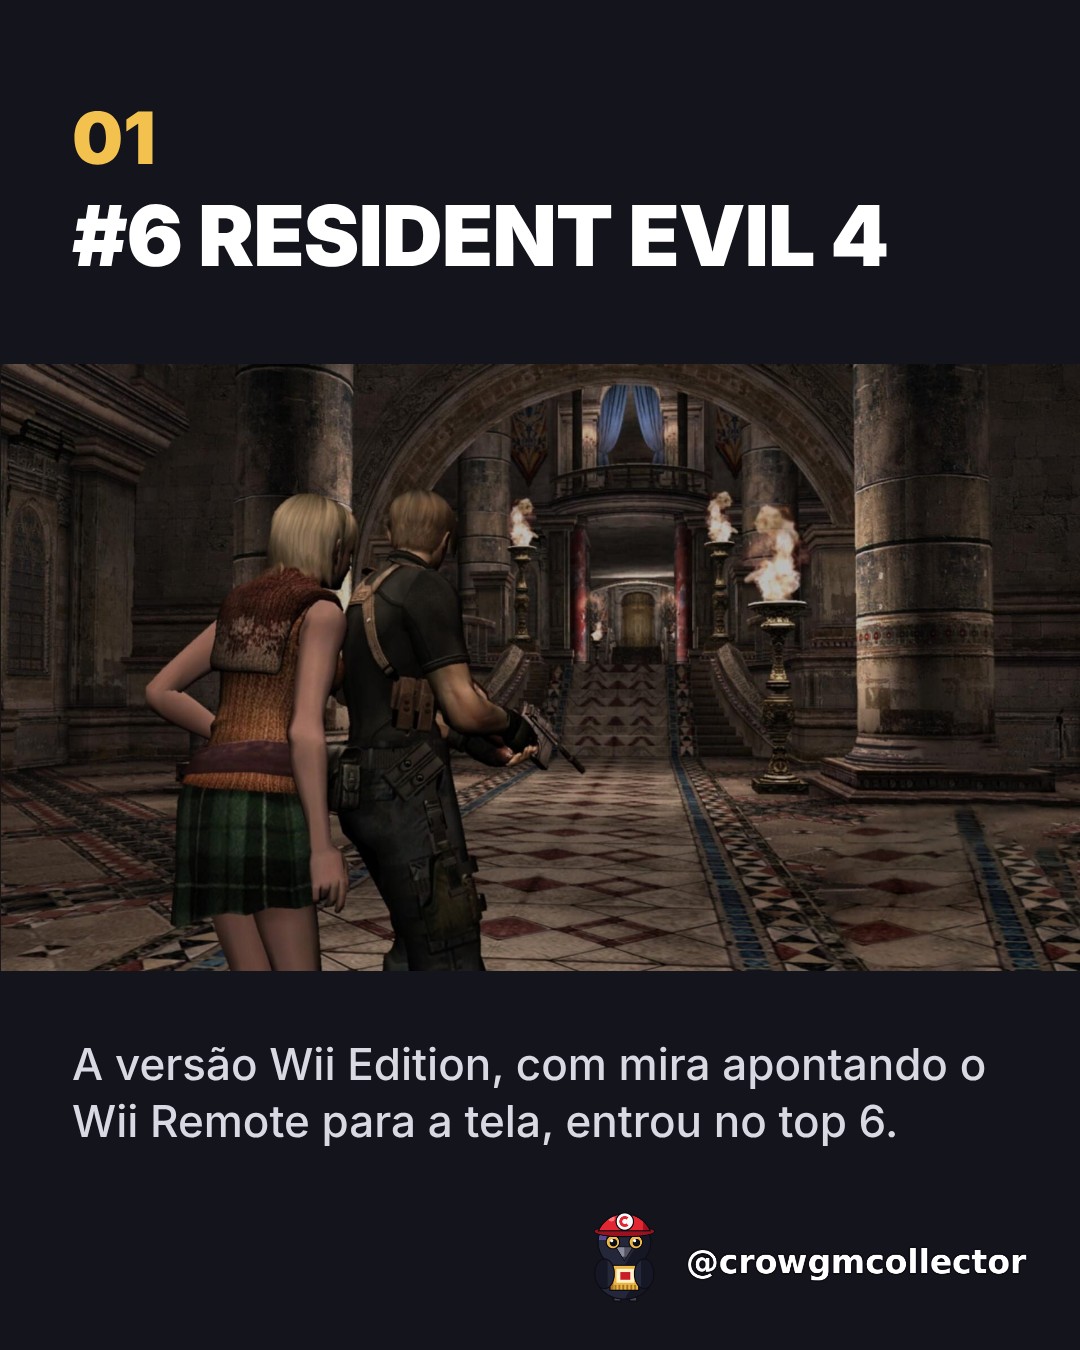 01
#6 RESIDENT EVIL 4
A versão Wii Edition, com mira apontando o
Wii Remote para a tela, entrou no top 6.
C
@crowgmcollector